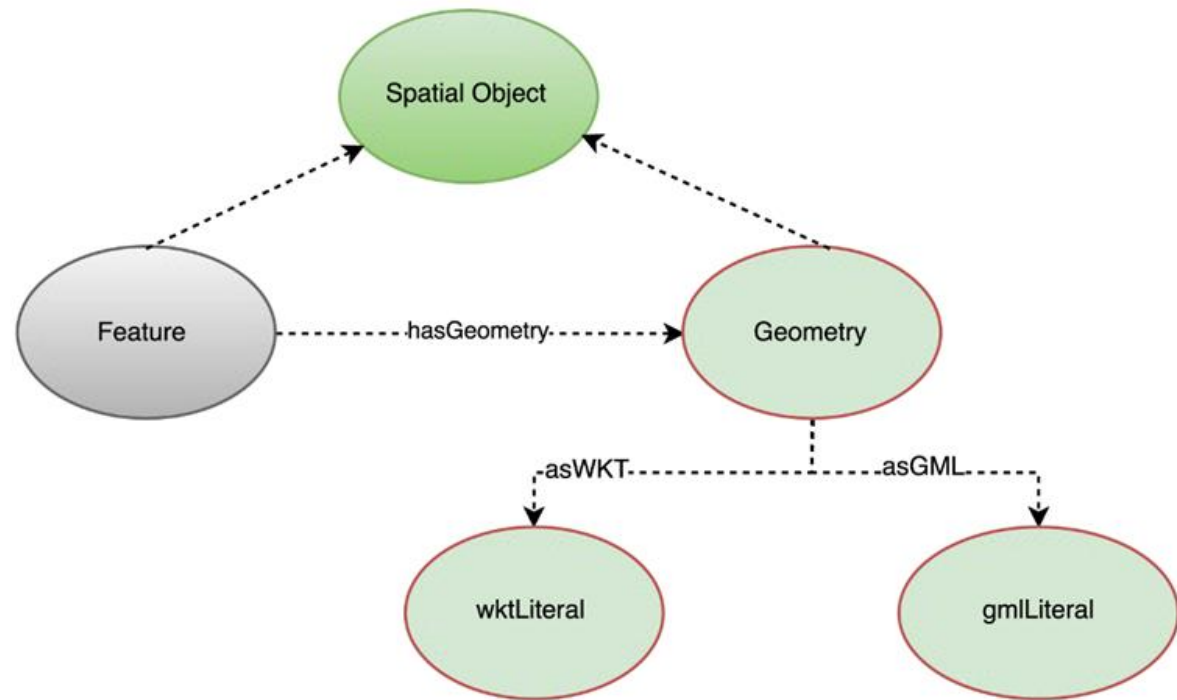 Spatial Object
Feature
hasGeometry
Geometry
asWKT
asGML
wktLiteral
gmlLiteral